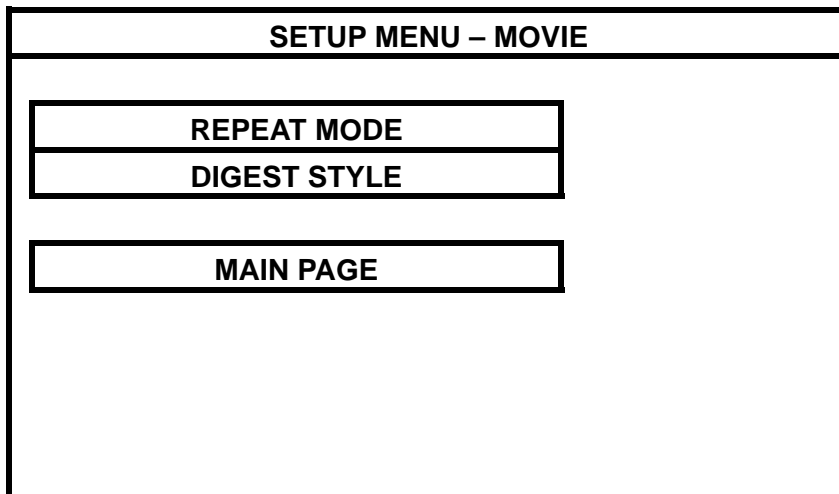 SETUP MENU – MOVIE
REPEAT MODE
DIGEST STYLE
MAIN PAGE